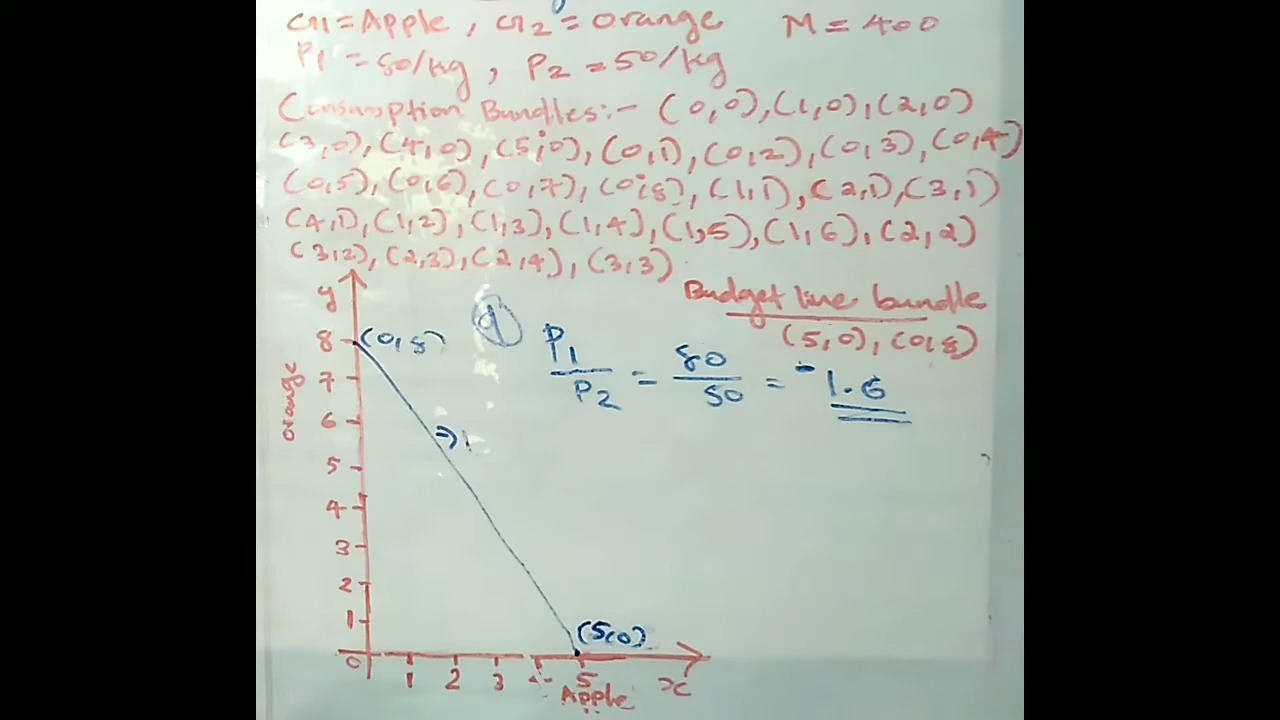 G1 = Apple, G2 = orange M = 400
P1 = 80/kg, P2 = 50/kg
Consumption Bundles:- (0,0),(1,0),(2,0)
(3,0),(4,0),(5,0),(0,1),(0,2),(0,3),(0,4)
(0,5),(0,6),(0,7),(0,8),(1,1),(2,1),(3,1)
(4,1),(1,2),(1,3),(1,4),(1,5),(1,6),(2,2)
(3,2),(2,3),(2,4),(3,3)
Budget line bundle
(5,0),(0,8)
y
8 (0,8)
P1/P2 = 80/50 = -1.6
7
orange
6
5
4
3
2
1
(5,0)
0 1 2 3 4 5 x
Apple